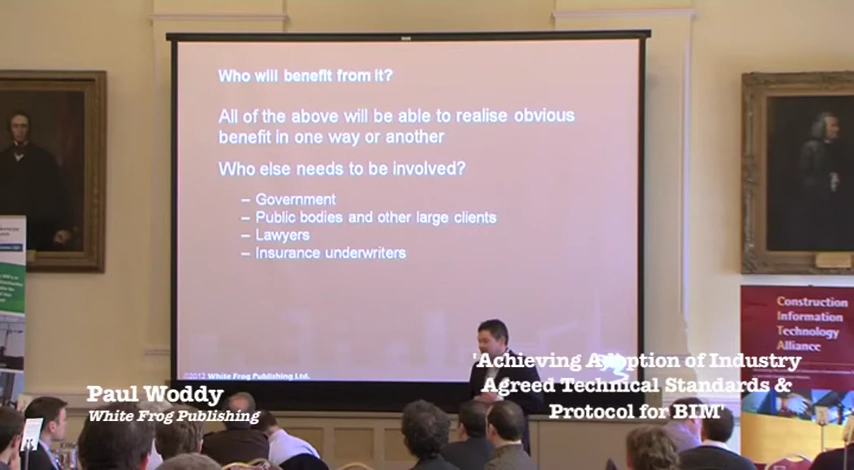 Who will benefit from it?
All of the above will be able to realise obvious
benefit in one way or another
Who else needs to be involved?
– Government
– Public bodies and other large clients
– Lawyers
– Insurance underwriters
©2012 White Frog Publishing Ltd.
Construction
Information
Technology
Alliance
'Achieving Adoption of Industry
Agreed Technical Standards &
Protocol for BIM'
Paul Woddy
White Frog Publishing